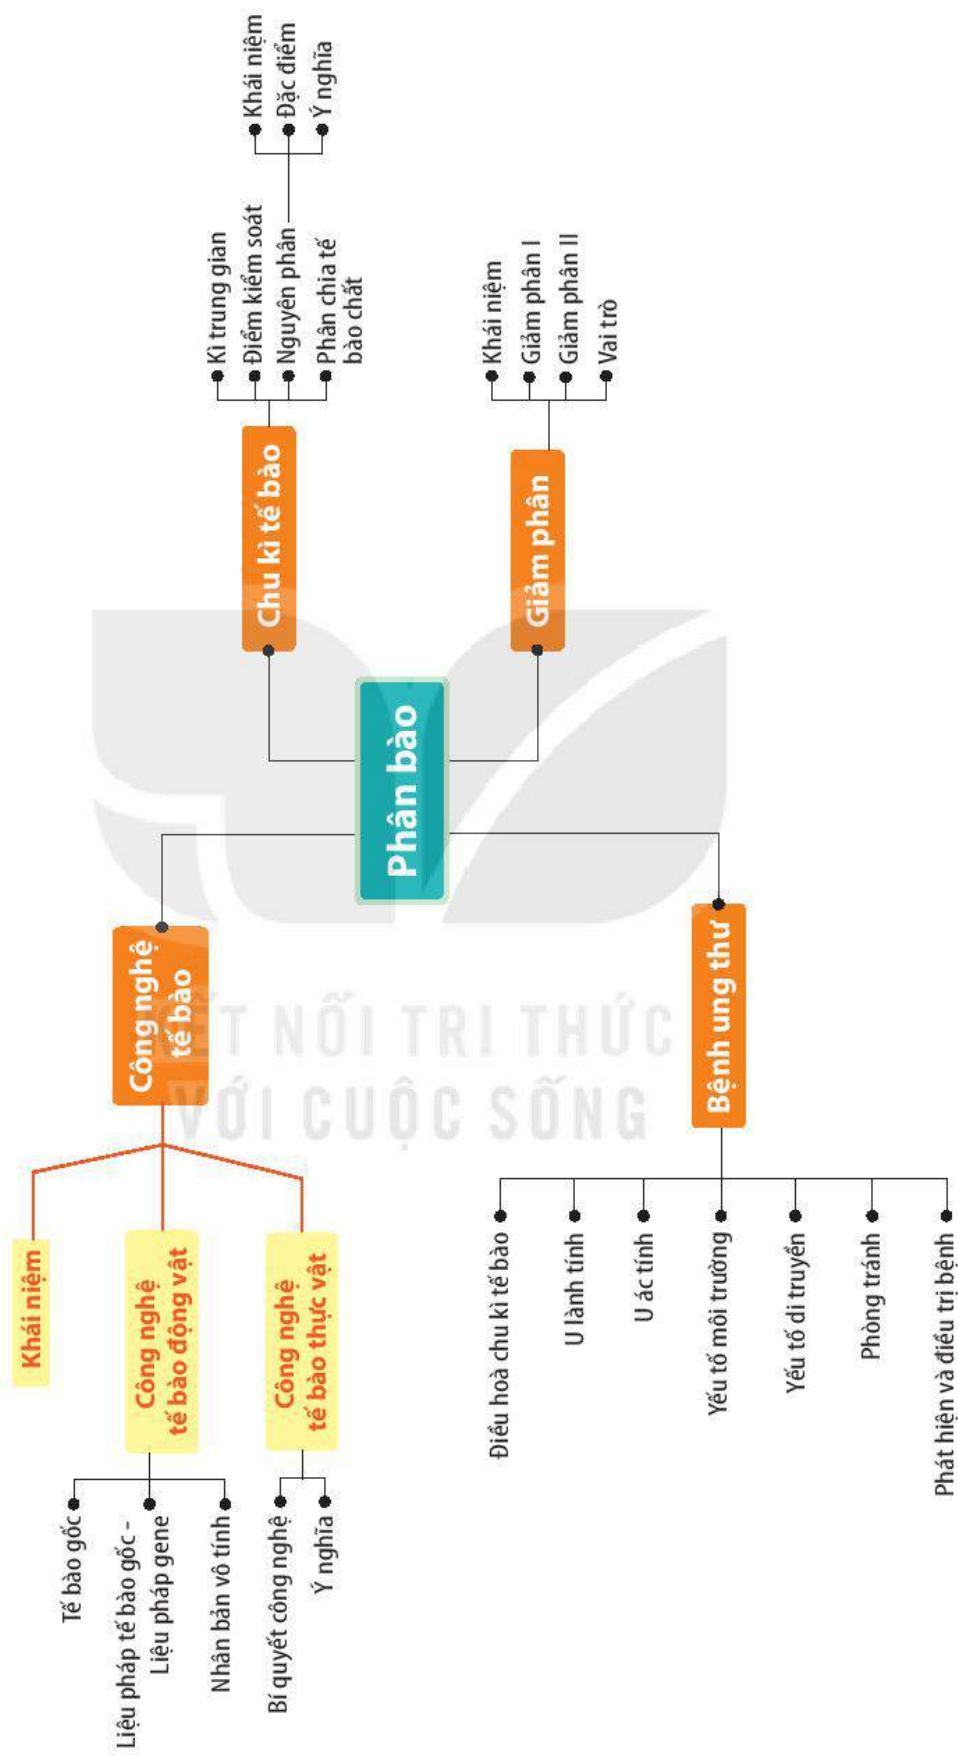 Phân bào
Công nghệ
tế bào
Khái niệm
Công nghệ
tế bào động vật
Tế bào gốc
Liệu pháp tế bào gốc -
Liệu pháp gene
Nhân bản vô tính
Công nghệ
tế bào thực vật
Bí quyết công nghệ
Ý nghĩa
Chu kì tế bào
Kì trung gian
Điểm kiểm soát
Nguyên phân
Khái niệm
Đặc điểm
Ý nghĩa
Phân chia tế
bào chất
Giảm phân
Khái niệm
Giảm phân I
Giảm phân II
Vai trò
Bệnh ung thư
Điều hoà chu kì tế bào
U lành tính
U ác tính
Yếu tố môi trường
Yếu tố di truyền
Phòng tránh
Phát hiện và điều trị bệnh
KẾT NỐI TRI THỨC
VỚI CUỘC SỐNG